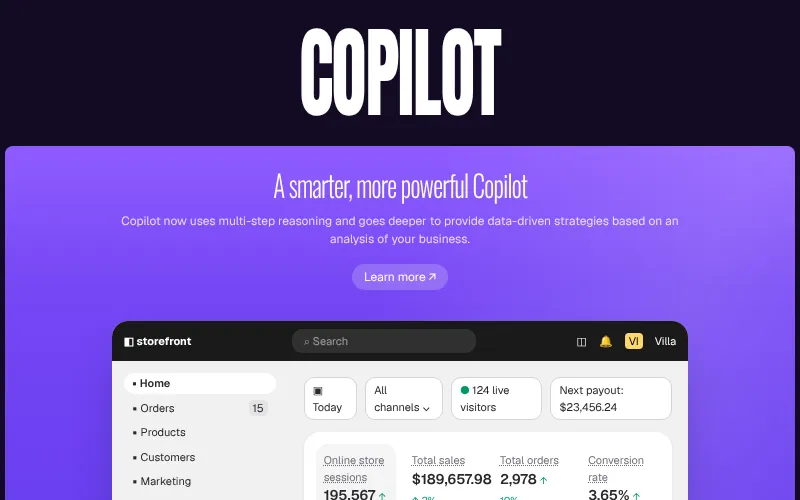 COPILOT
A smarter, more powerful Copilot
Copilot now uses multi-step reasoning and goes deeper to provide data-driven strategies based on an
analysis of your business.
Learn more ↗
storefront
Search
VI
Villa
Home
Orders 15
Products
Customers
Marketing
Today
All
channels
124 live
visitors
Next payout:
$23,456.24
Online store
sessions
195,567 ↑
Total sales
$189,657.98
↑ 2%
Total orders
2,978 ↑
10%
Conversion
rate
3.65% ↑